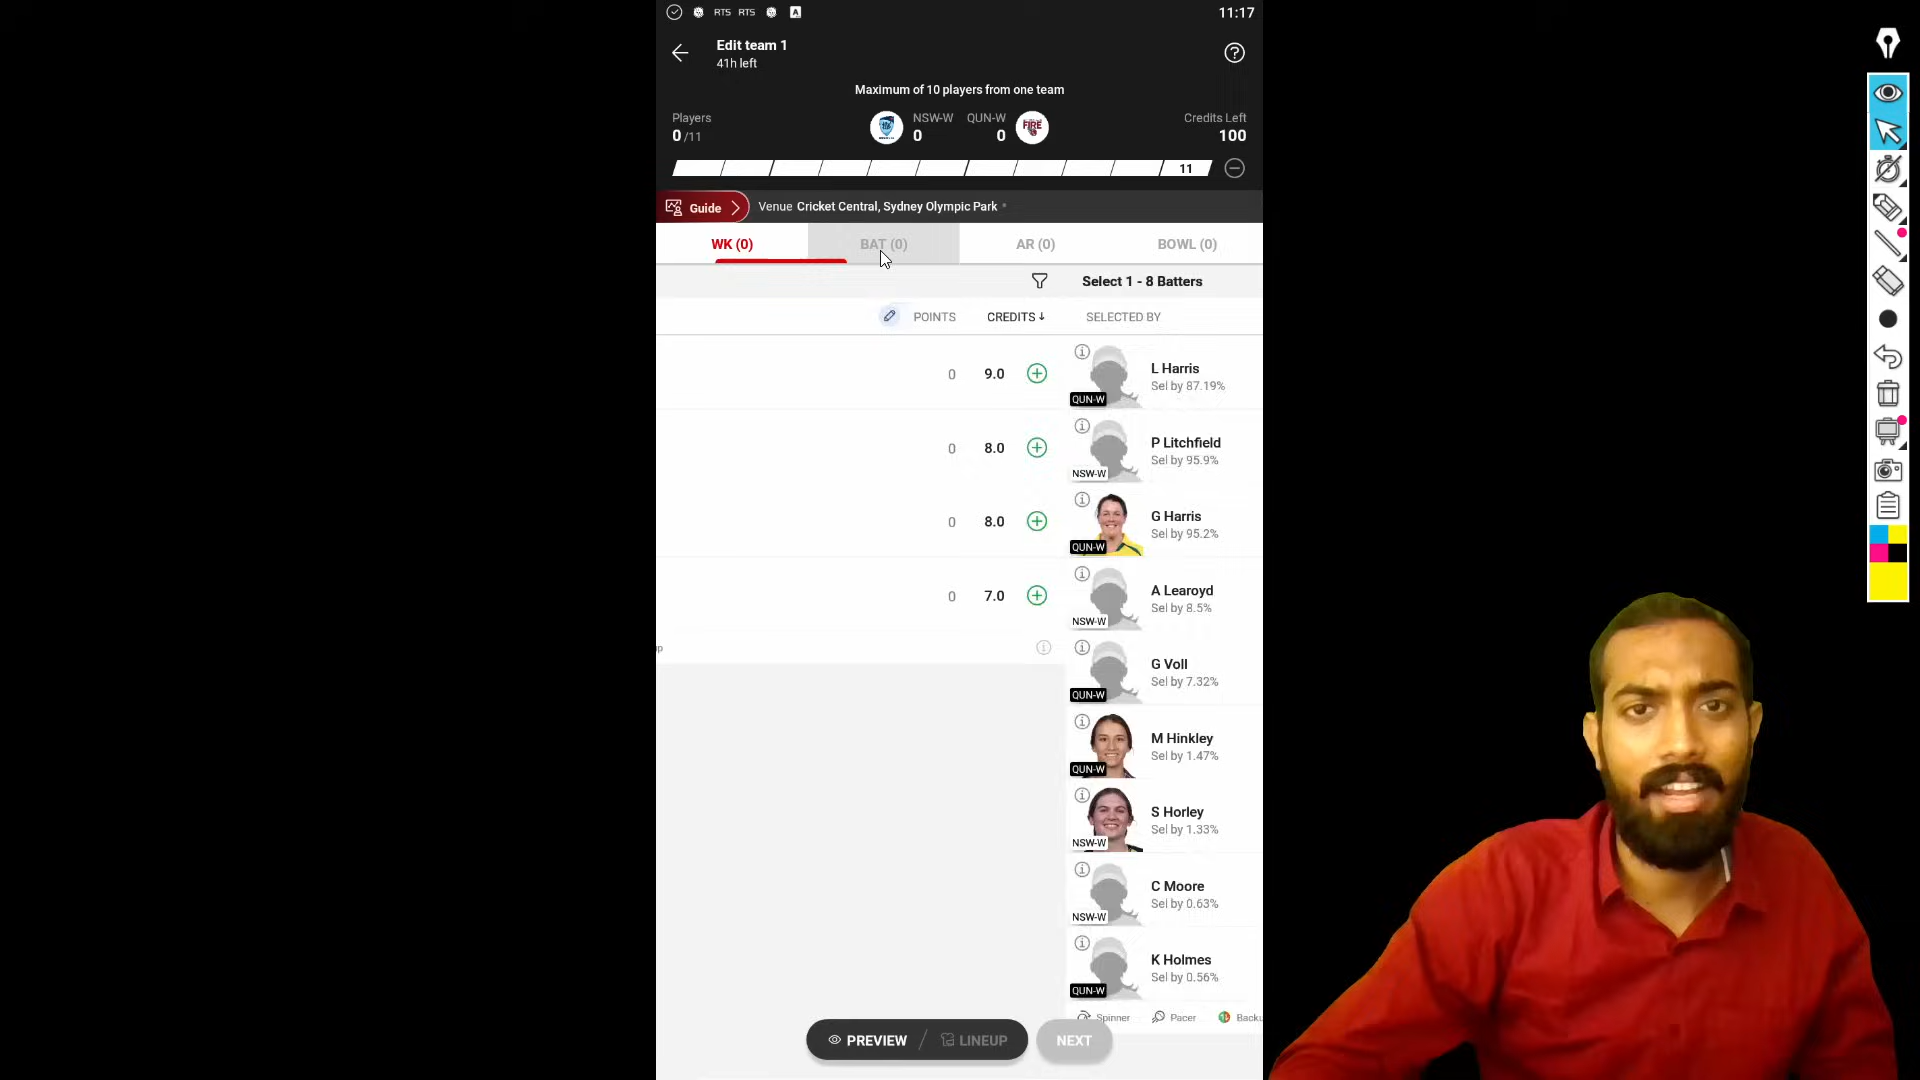 RTS RTS A 11:17
Edit team 1
41h left
Maximum of 10 players from one team
Players NSW-W QUN-W Credits Left
0 /11 0 0 FIRE 100
11
Guide Venue Cricket Central, Sydney Olympic Park
WK (0) BAT (0) AR (0) BOWL (0)
Select 1 - 8 Batters
POINTS CREDITS↓ SELECTED BY
0 9.0 L Harris
Sel by 87.19%
QUN-W
0 8.0 P Litchfield
Sel by 95.9%
NSW-W
0 8.0 G Harris
Sel by 95.2%
QUN-W
0 7.0 A Learoyd
Sel by 8.5%
NSW-W
up
G Voll
Sel by 7.32%
QUN-W
M Hinkley
Sel by 1.47%
QUN-W
S Horley
Sel by 1.33%
NSW-W
C Moore
Sel by 0.63%
NSW-W
K Holmes
Sel by 0.56%
QUN-W
Spinner Pacer Backu
PREVIEW / LINEUP NEXT